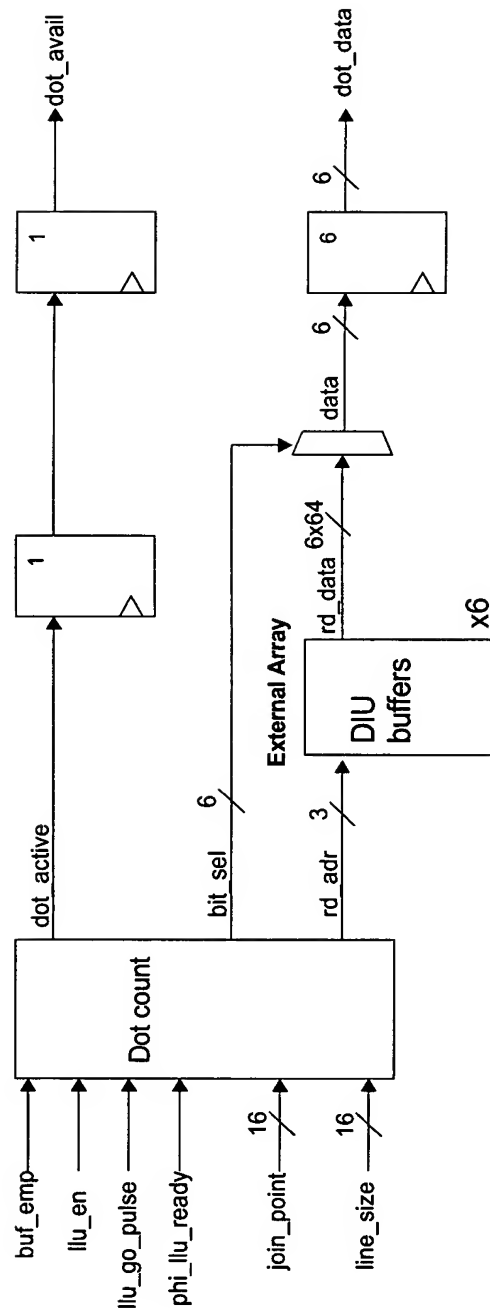 buf_emp
llu_en
llu_go_pulse
phi_llu_ready
join_point
16
line_size
16
Dot count
dot_active
bit_sel
6
rd_adr
3
External Array
DIU
buffers
x6
rd_data
6x64
data
6
1
1
dot_avail
6
6
dot_data